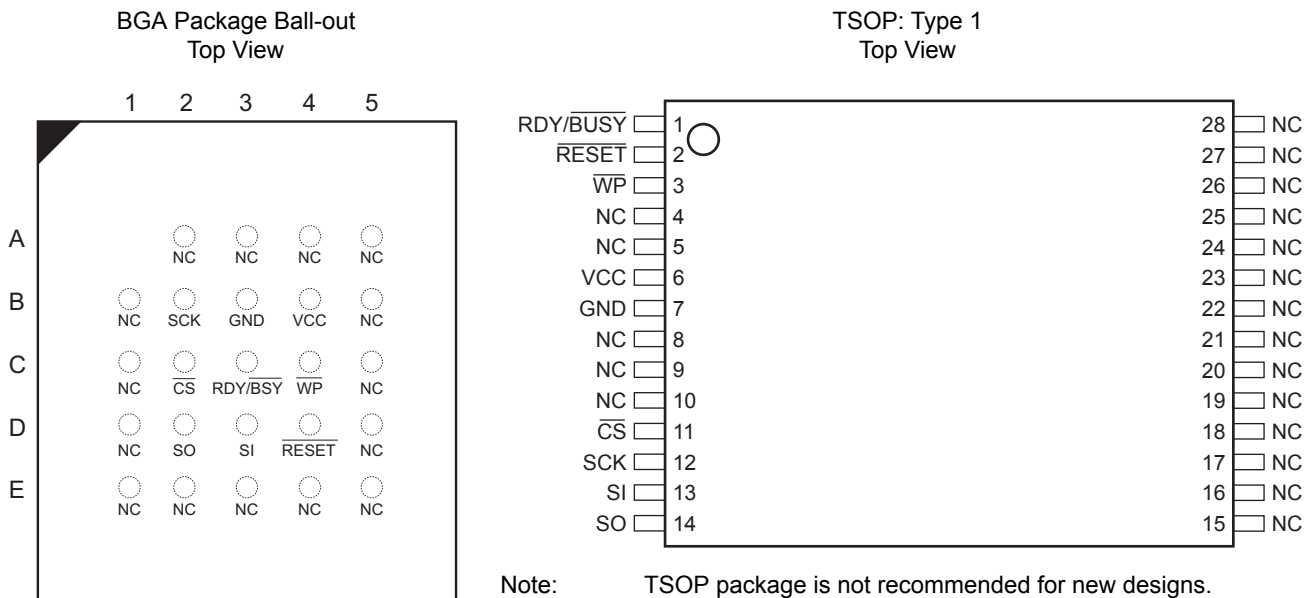 BGA Package Ball-out
Top View
1 2 3 4 5
A
NC NC NC NC
B
NC SCK GND VCC NC
C
NC CS RDY/BSY WP NC
D
NC SO SI RESET NC
E
NC NC NC NC NC
TSOP: Type 1
Top View
RDY/BUSY 1 28 NC
RESET 2 27 NC
WP 3 26 NC
NC 4 25 NC
NC 5 24 NC
VCC 6 23 NC
GND 7 22 NC
NC 8 21 NC
NC 9 20 NC
NC 10 19 NC
CS 11 18 NC
SCK 12 17 NC
SI 13 16 NC
SO 14 15 NC
Note: TSOP package is not recommended for new designs.